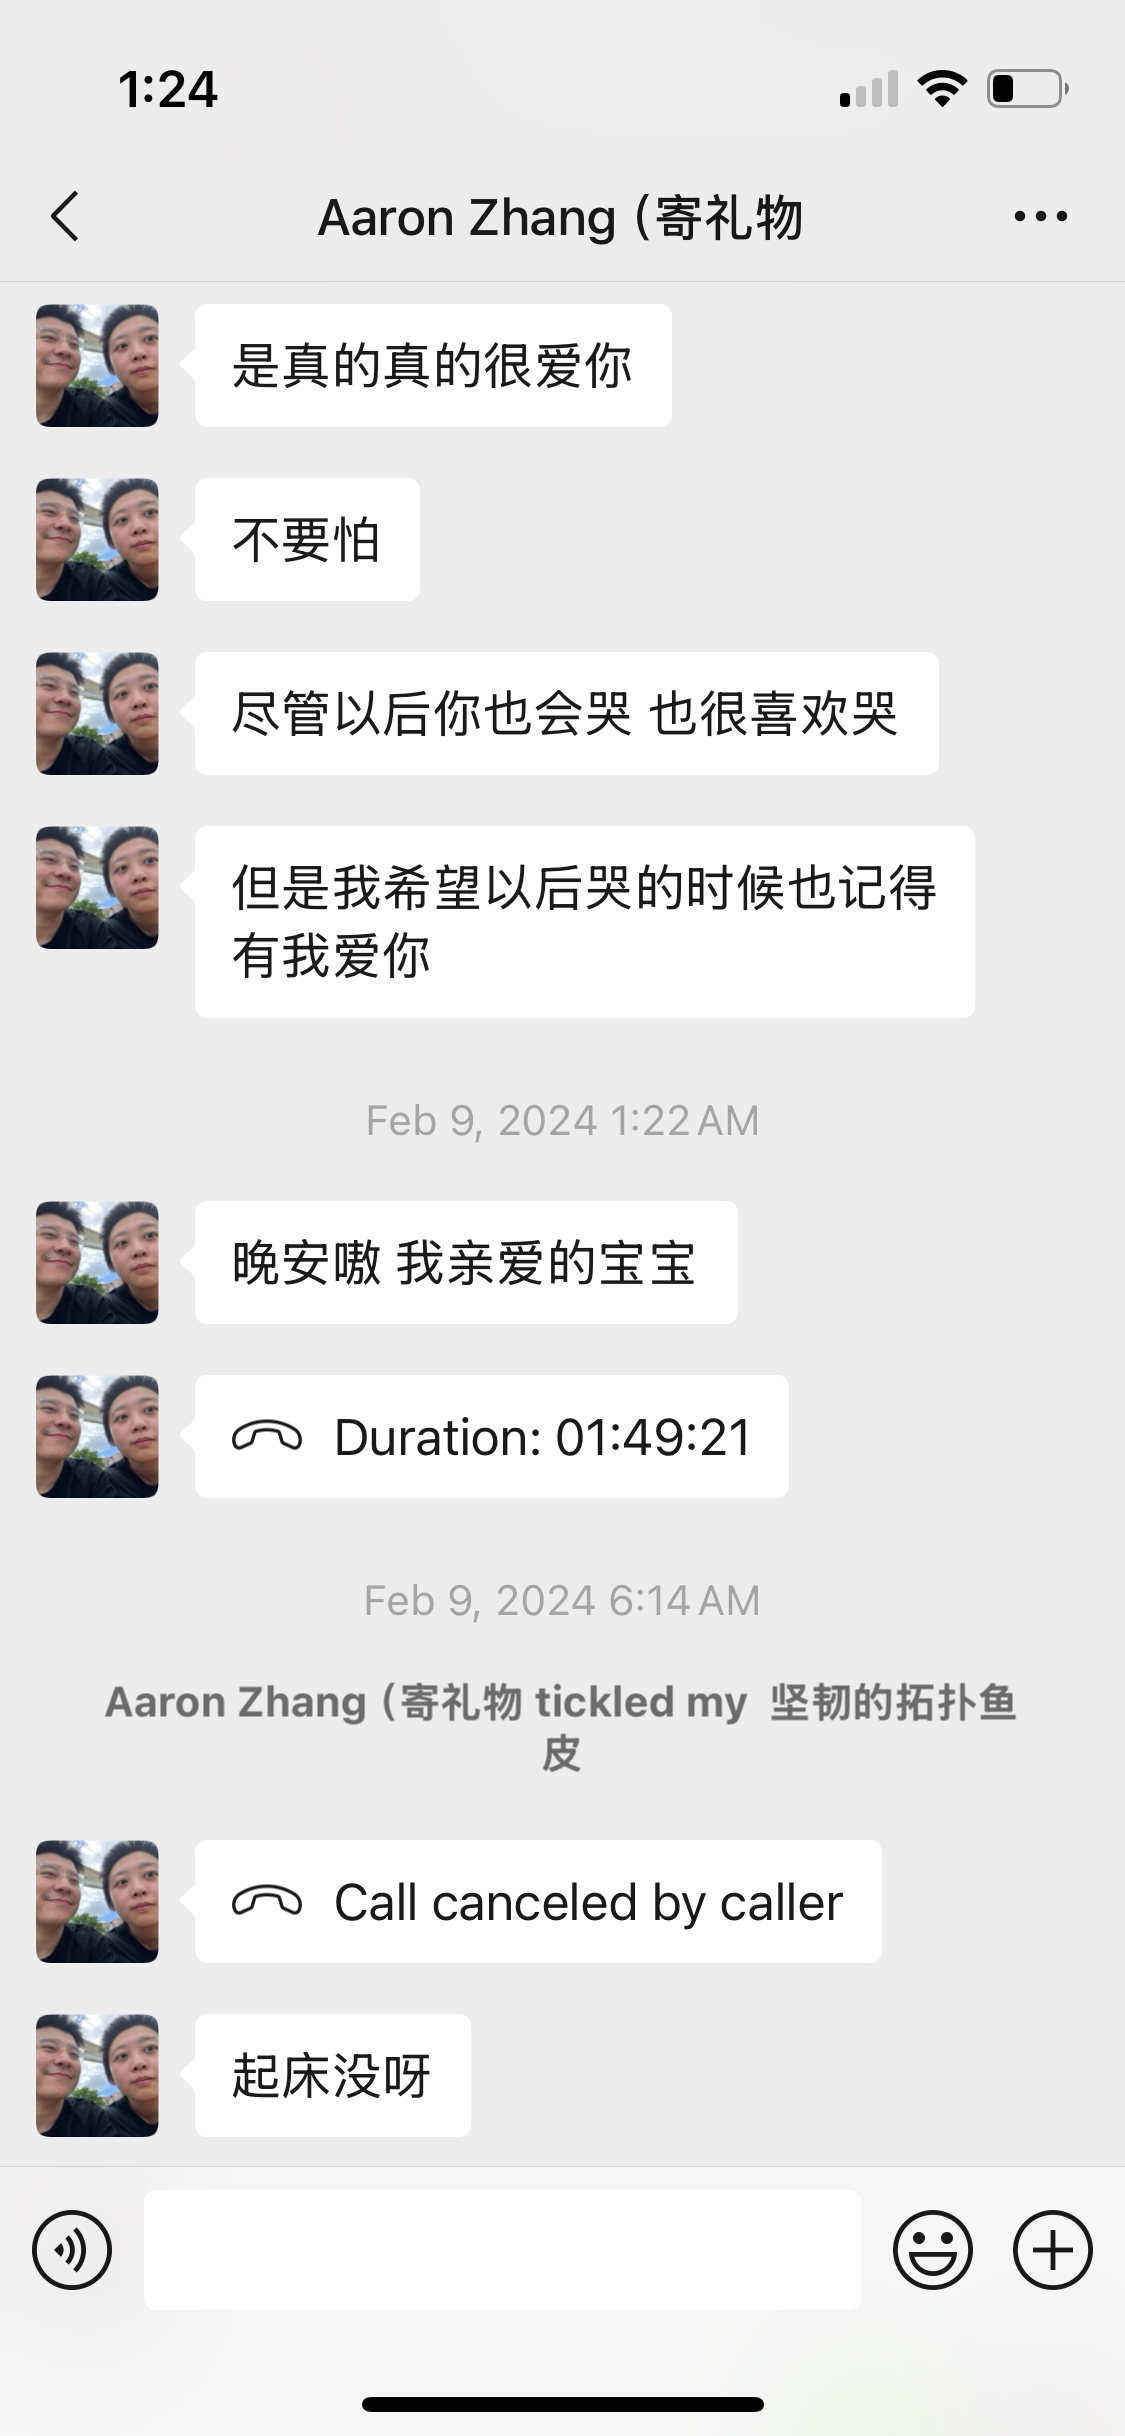 1:24
Aaron Zhang (寄礼物
是真的真的很爱你
不要怕
尽管以后你也会哭 也很喜欢哭
但是我希望以后哭的时候也记得
有我爱你
Feb 9, 2024 1:22 AM
晚安嗷 我亲爱的宝宝
Duration: 01:49:21
Feb 9, 2024 6:14 AM
Aaron Zhang (寄礼物 tickled my 坚韧的拓扑鱼
皮
Call canceled by caller
起床没呀